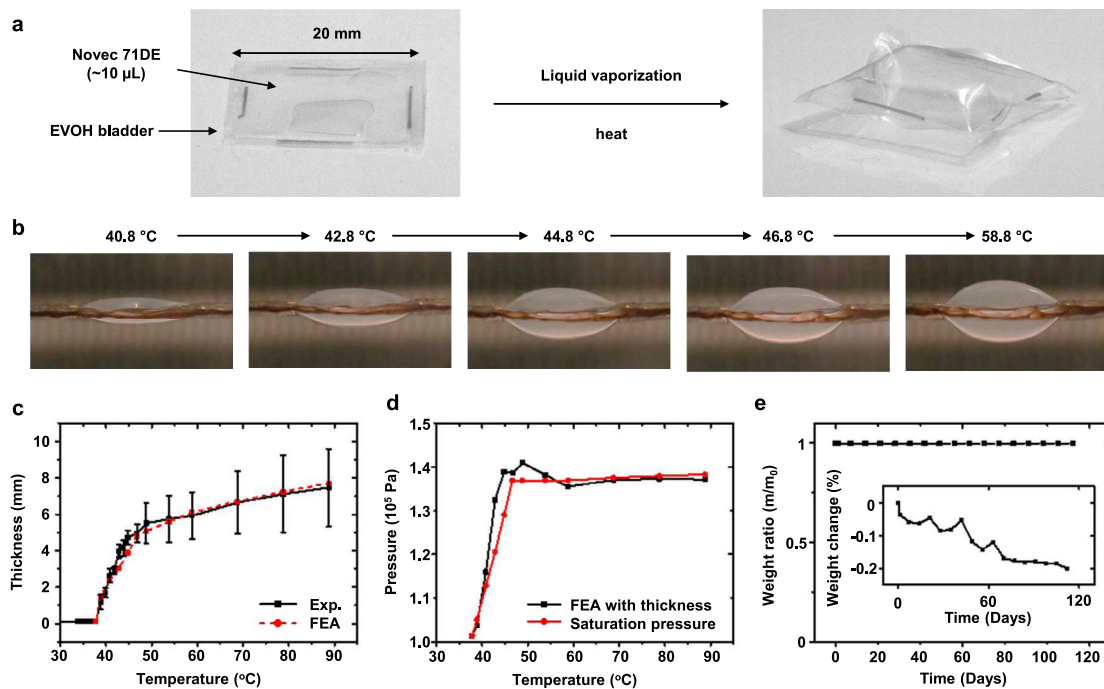 a
20 mm
Novec 71DE
(~10 µL)
EVOH bladder
Liquid vaporization
heat
b
40.8 °C
42.8 °C
44.8 °C
46.8 °C
58.8 °C
c
Thickness (mm)
10
8
6
4
2
0
30 40 50 60 70 80 90
Temperature (°C)
Exp.
FEA
d
Pressure (10⁵ Pa)
1.5
1.4
1.3
1.2
1.1
1.0
30 40 50 60 70 80 90
Temperature (°C)
FEA with thickness
Saturation pressure
e
Weight ratio (m/m₀)
1
0.5
0
0 20 40 60 80 100 120
Time (Days)
Weight change (%)
0
-0.1
-0.2
0 60 120
Time (Days)